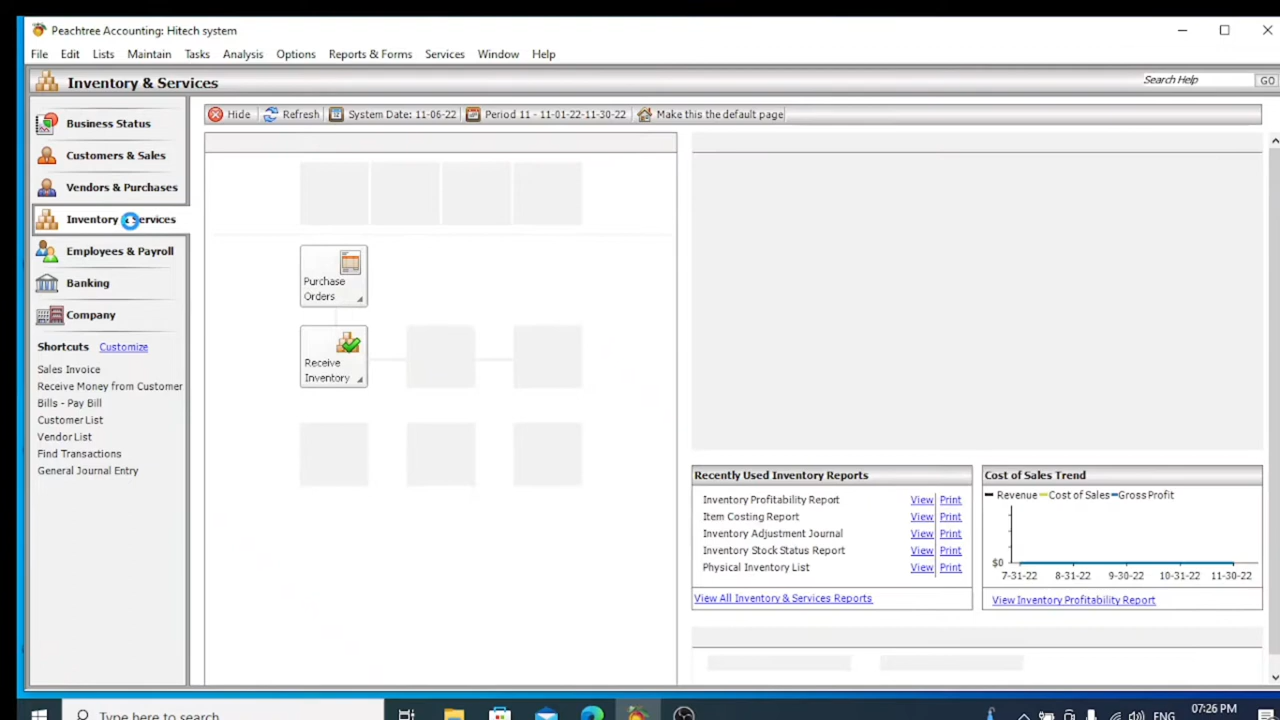 Peachtree Accounting: Hitech system
File Edit Lists Maintain Tasks Analysis Options Reports & Forms Services Window Help
Inventory & Services
Search Help GO
Business Status
Customers & Sales
Vendors & Purchases
Inventory & Services
Employees & Payroll
Banking
Company
Shortcuts Customize
Sales Invoice
Receive Money from Customer
Bills - Pay Bill
Customer List
Vendor List
Find Transactions
General Journal Entry
Hide Refresh System Date: 11-06-22 Period 11 - 11-01-22-11-30-22 Make this the default page
Purchase
Orders
Receive
Inventory
Recently Used Inventory Reports
Inventory Profitability Report View Print
Item Costing Report View Print
Inventory Adjustment Journal View Print
Inventory Stock Status Report View Print
Physical Inventory List View Print
View All Inventory & Services Reports
Cost of Sales Trend
Revenue Cost of Sales Gross Profit
$0
7-31-22 8-31-22 9-30-22 10-31-22 11-30-22
View Inventory Profitability Report
Type here to search
ENG
07:26 PM